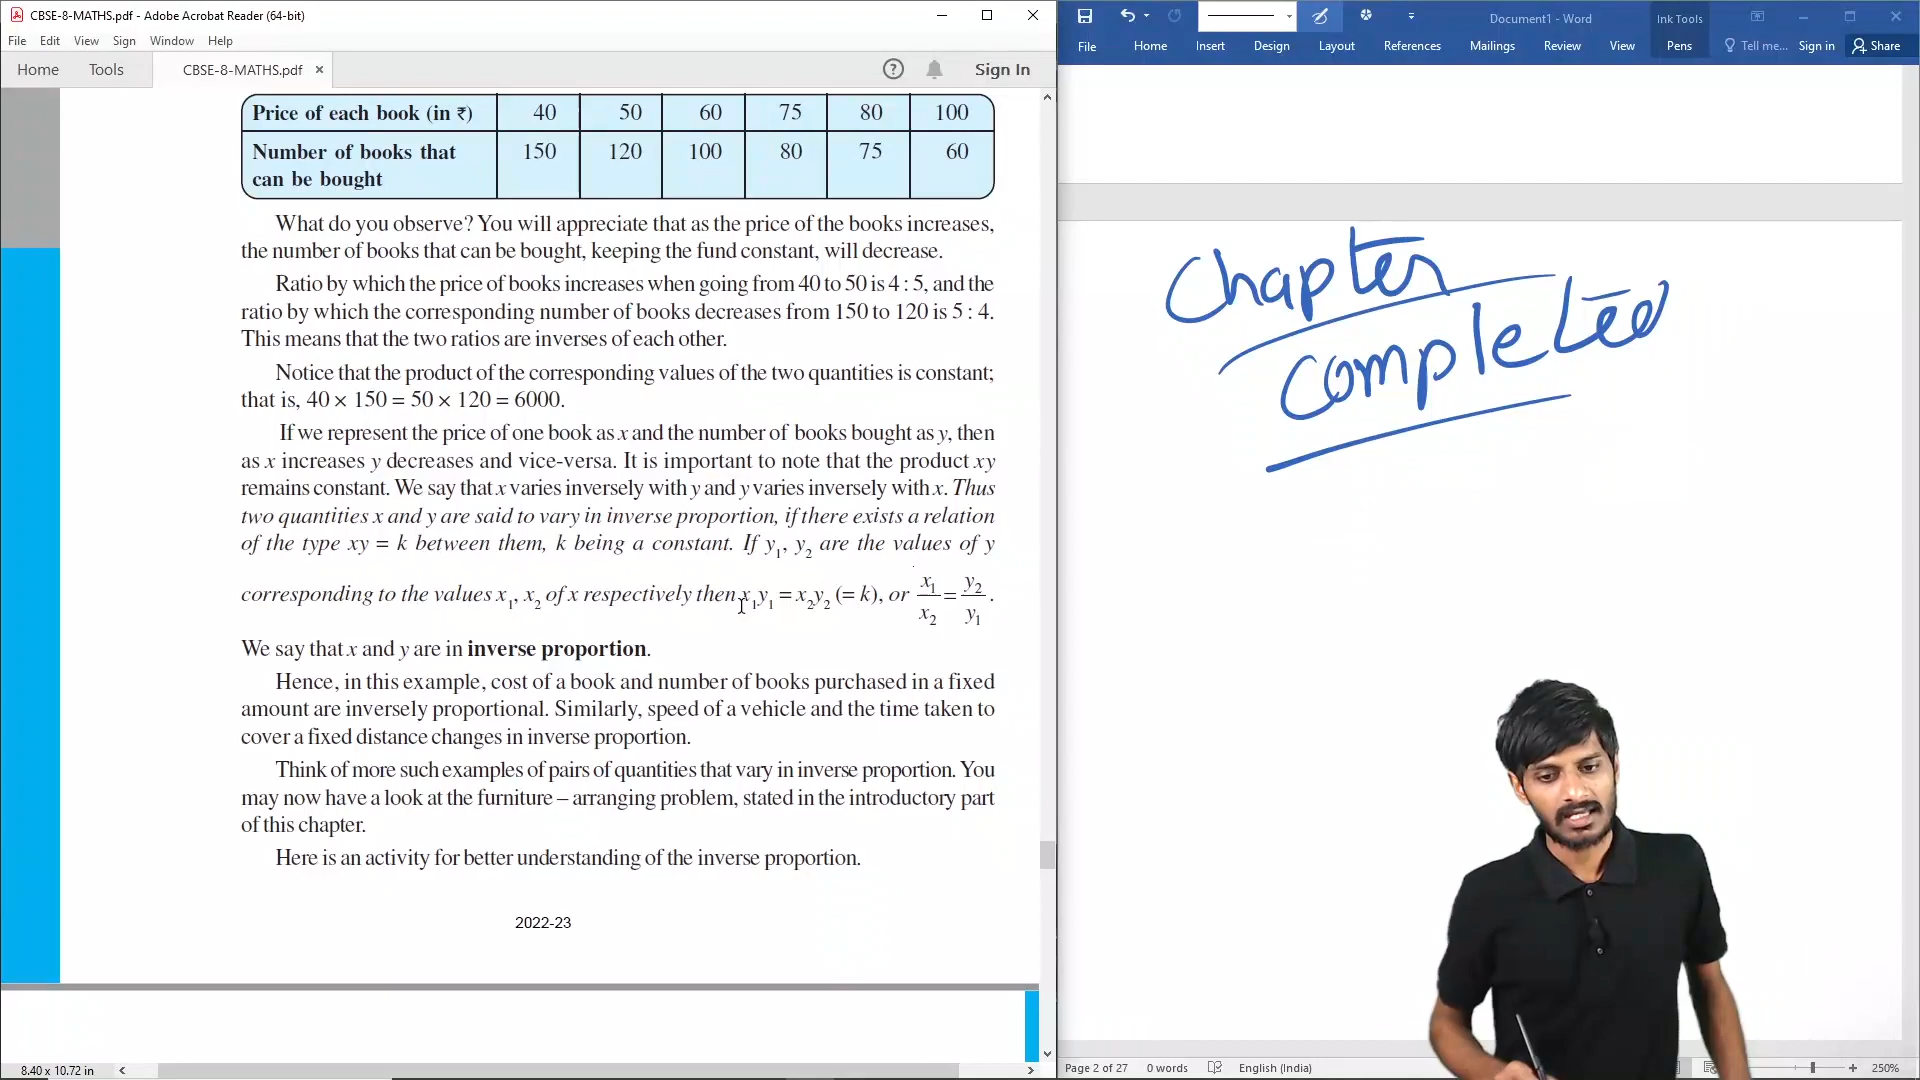 CBSE-8-MATHS.pdf - Adobe Acrobat Reader (64-bit)
File Edit View Sign Window Help
Home Tools CBSE-8-MATHS.pdf × Sign In
Price of each book (in ₹) 40 50 60 75 80 100
Number of books that can be bought 150 120 100 80 75 60
What do you observe? You will appreciate that as the price of the books increases,
the number of books that can be bought, keeping the fund constant, will decrease.
Ratio by which the price of books increases when going from 40 to 50 is 4 : 5, and the
ratio by which the corresponding number of books decreases from 150 to 120 is 5 : 4.
This means that the two ratios are inverses of each other.
Notice that the product of the corresponding values of the two quantities is constant;
that is, 40 × 150 = 50 × 120 = 6000.
If we represent the price of one book as x and the number of books bought as y, then
as x increases y decreases and vice-versa. It is important to note that the product xy
remains constant. We say that x varies inversely with y and y varies inversely with x. Thus
two quantities x and y are said to vary in inverse proportion, if there exists a relation
of the type xy = k between them, k being a constant. If y₁, y₂ are the values of y
corresponding to the values x₁, x₂ of x respectively then x₁y₁ = x₂y₂ (= k), or x₁/x₂ = y₂/y₁ .
We say that x and y are in inverse proportion.
Hence, in this example, cost of a book and number of books purchased in a fixed
amount are inversely proportional. Similarly, speed of a vehicle and the time taken to
cover a fixed distance changes in inverse proportion.
Think of more such examples of pairs of quantities that vary in inverse proportion. You
may now have a look at the furniture – arranging problem, stated in the introductory part
of this chapter.
Here is an activity for better understanding of the inverse proportion.
2022-23
8.40 x 10.72 in
Document1 - Word Ink Tools
File Home Insert Design Layout References Mailings Review View Pens Tell me... Sign in Share
Chapter
completed
Page 2 of 27 0 words English (India) 250%